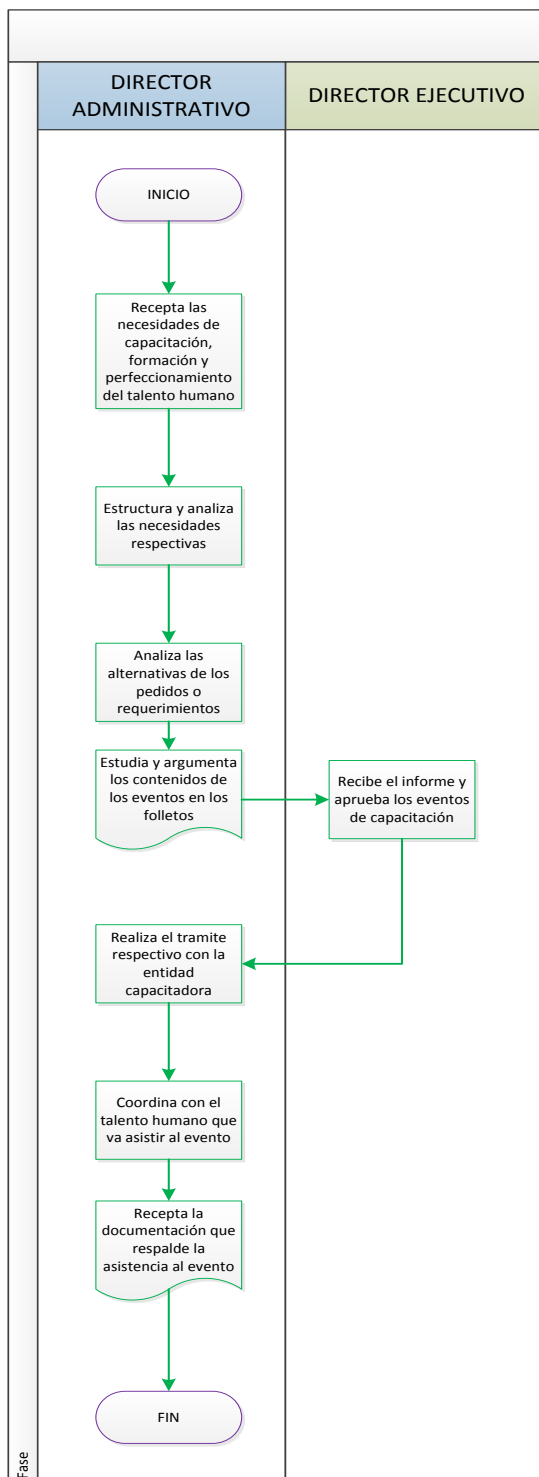 DIRECTOR
ADMINISTRATIVO
DIRECTOR EJECUTIVO
INICIO
Recepta las
necesidades de
capacitación,
formación y
perfeccionamiento
del talento humano
Estructura y analiza
las necesidades
respectivas
Analiza las
alternativas de los
pedidos o
requerimientos
Estudia y argumenta
los contenidos de
los eventos en los
folletos
Recibe el informe y
aprueba los eventos
de capacitación
Realiza el tramite
respectivo con la
entidad
capacitadora
Coordina con el
talento humano que
va asistir al evento
Recepta la
documentación que
respalde la
asistencia al evento
FIN
Fase